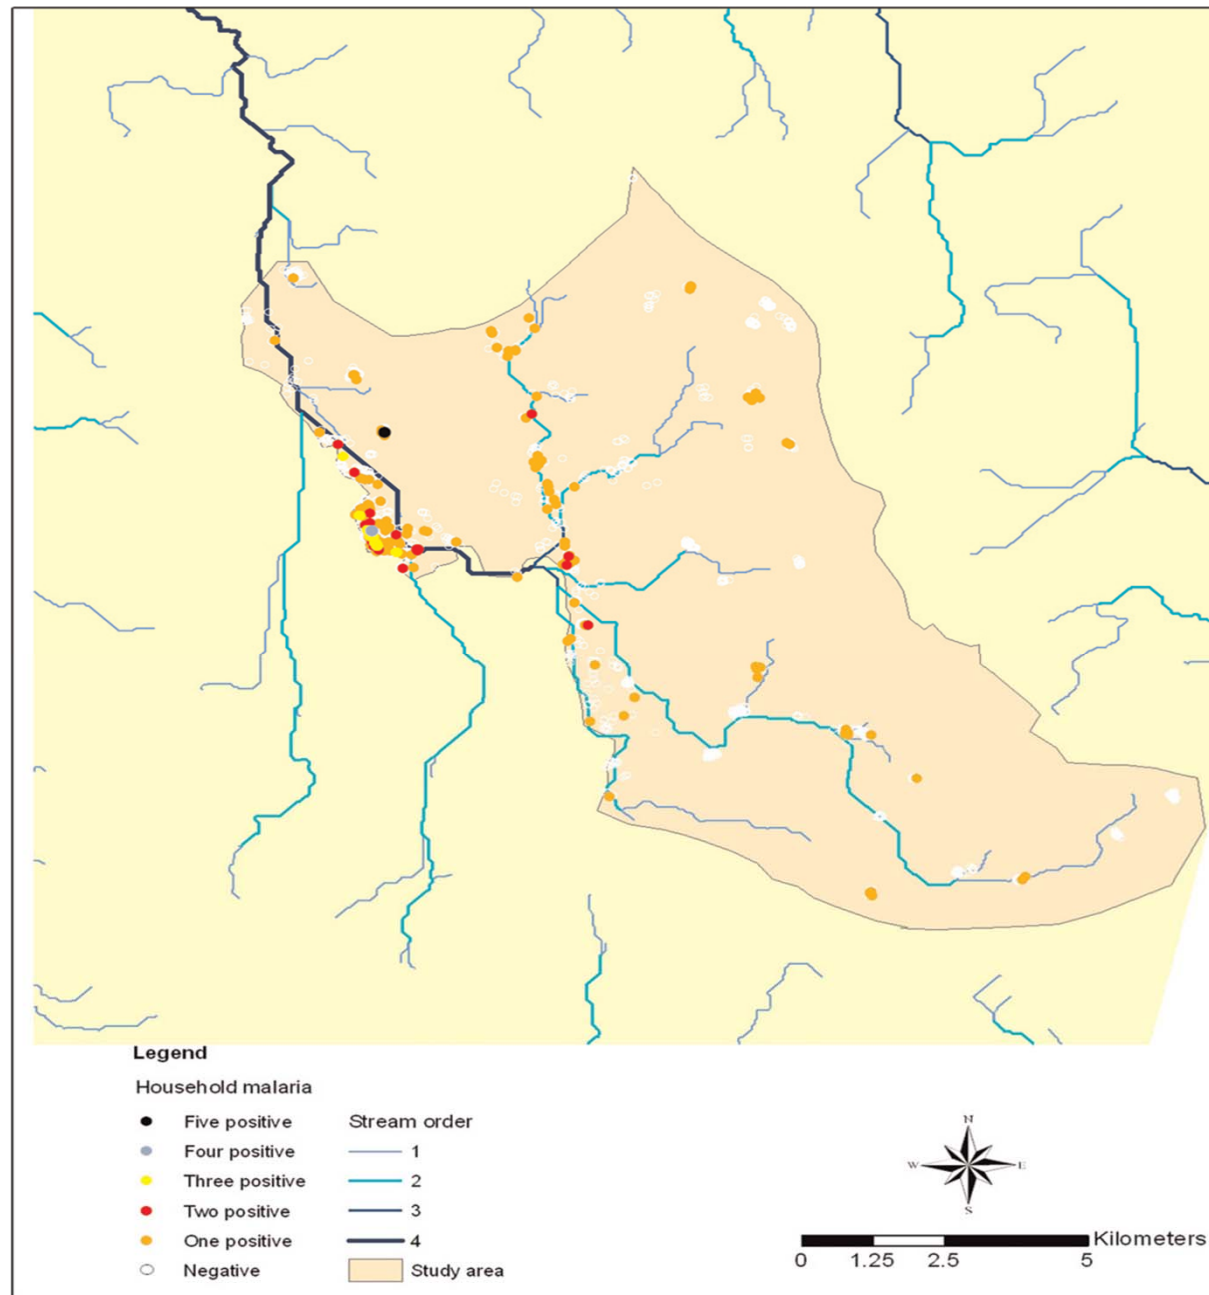 Legend
Household malaria
Five positive
Four positive
Three positive
Two positive
One positive
Negative
Stream order
1
2
3
4
Study area
N
W E
S
Kilometers
0 1.25 2.5 5